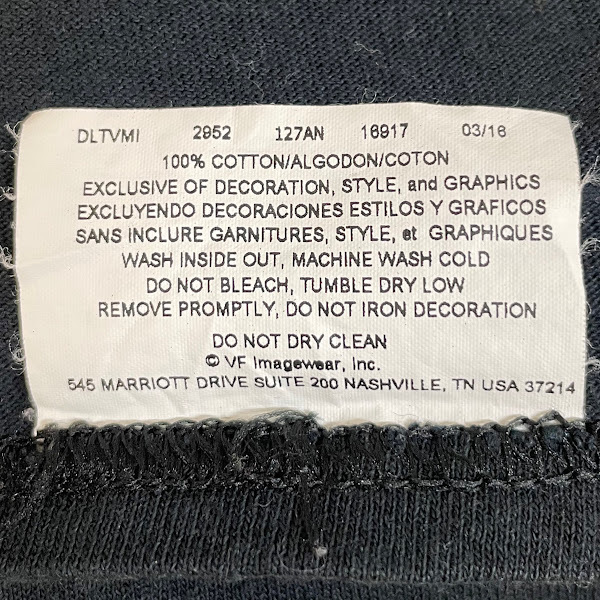 DLTVMI 2952 127AN 16917 03/16
100% COTTON/ALGODON/COTON
EXCLUSIVE OF DECORATION, STYLE, and GRAPHICS
EXCLUYENDO DECORACIONES ESTILOS Y GRAFICOS
SANS INCLURE GARNITURES, STYLE, et GRAPHIQUES
WASH INSIDE OUT, MACHINE WASH COLD
DO NOT BLEACH, TUMBLE DRY LOW
REMOVE PROMPTLY, DO NOT IRON DECORATION
DO NOT DRY CLEAN
© VF Imagewear, Inc.
545 MARRIOTT DRIVE SUITE 200 NASHVILLE, TN USA 37214